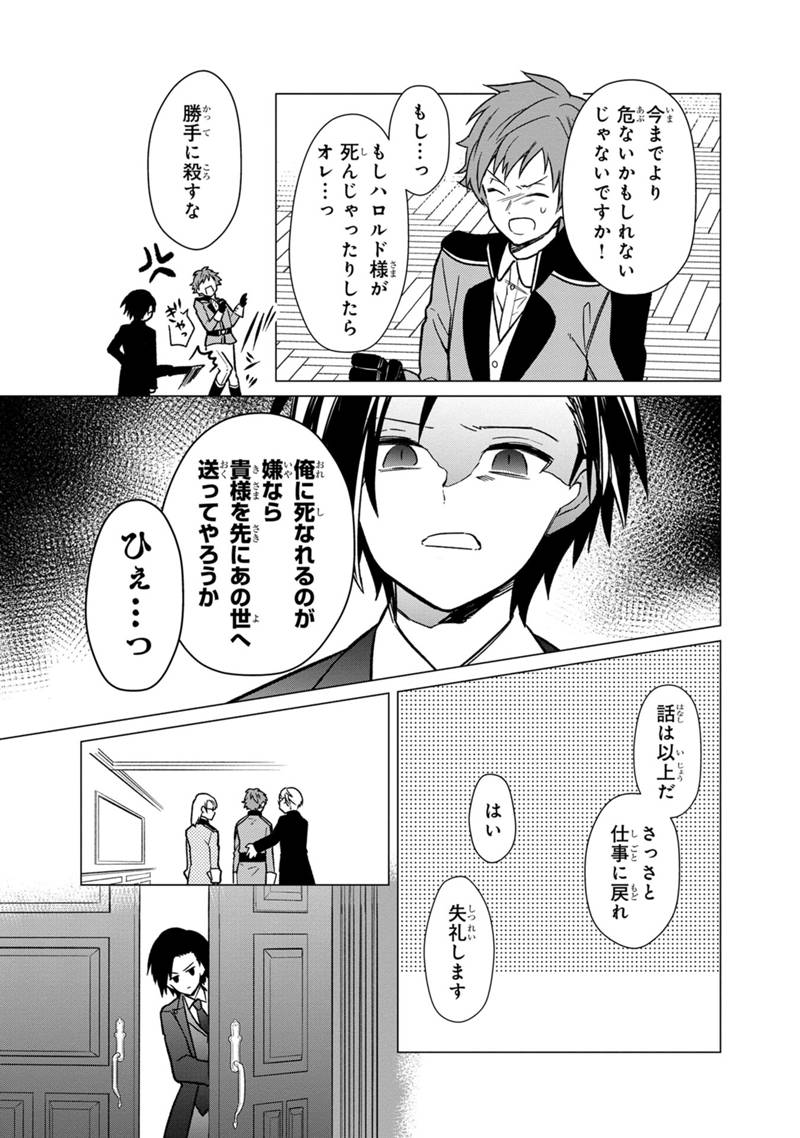 今までより
危ないかもしれない
じゃないですか!
もし…っ
もしハロルド様が
死んじゃったりしたら
オレ…っ
勝手に殺すな
ぎゃっ
俺に死なれるのが
嫌なら
貴様を先にあの世へ
送ってやろうか
ひぇ…っ
話は以上だ
さっさと
仕事に戻れ
はい
失礼します